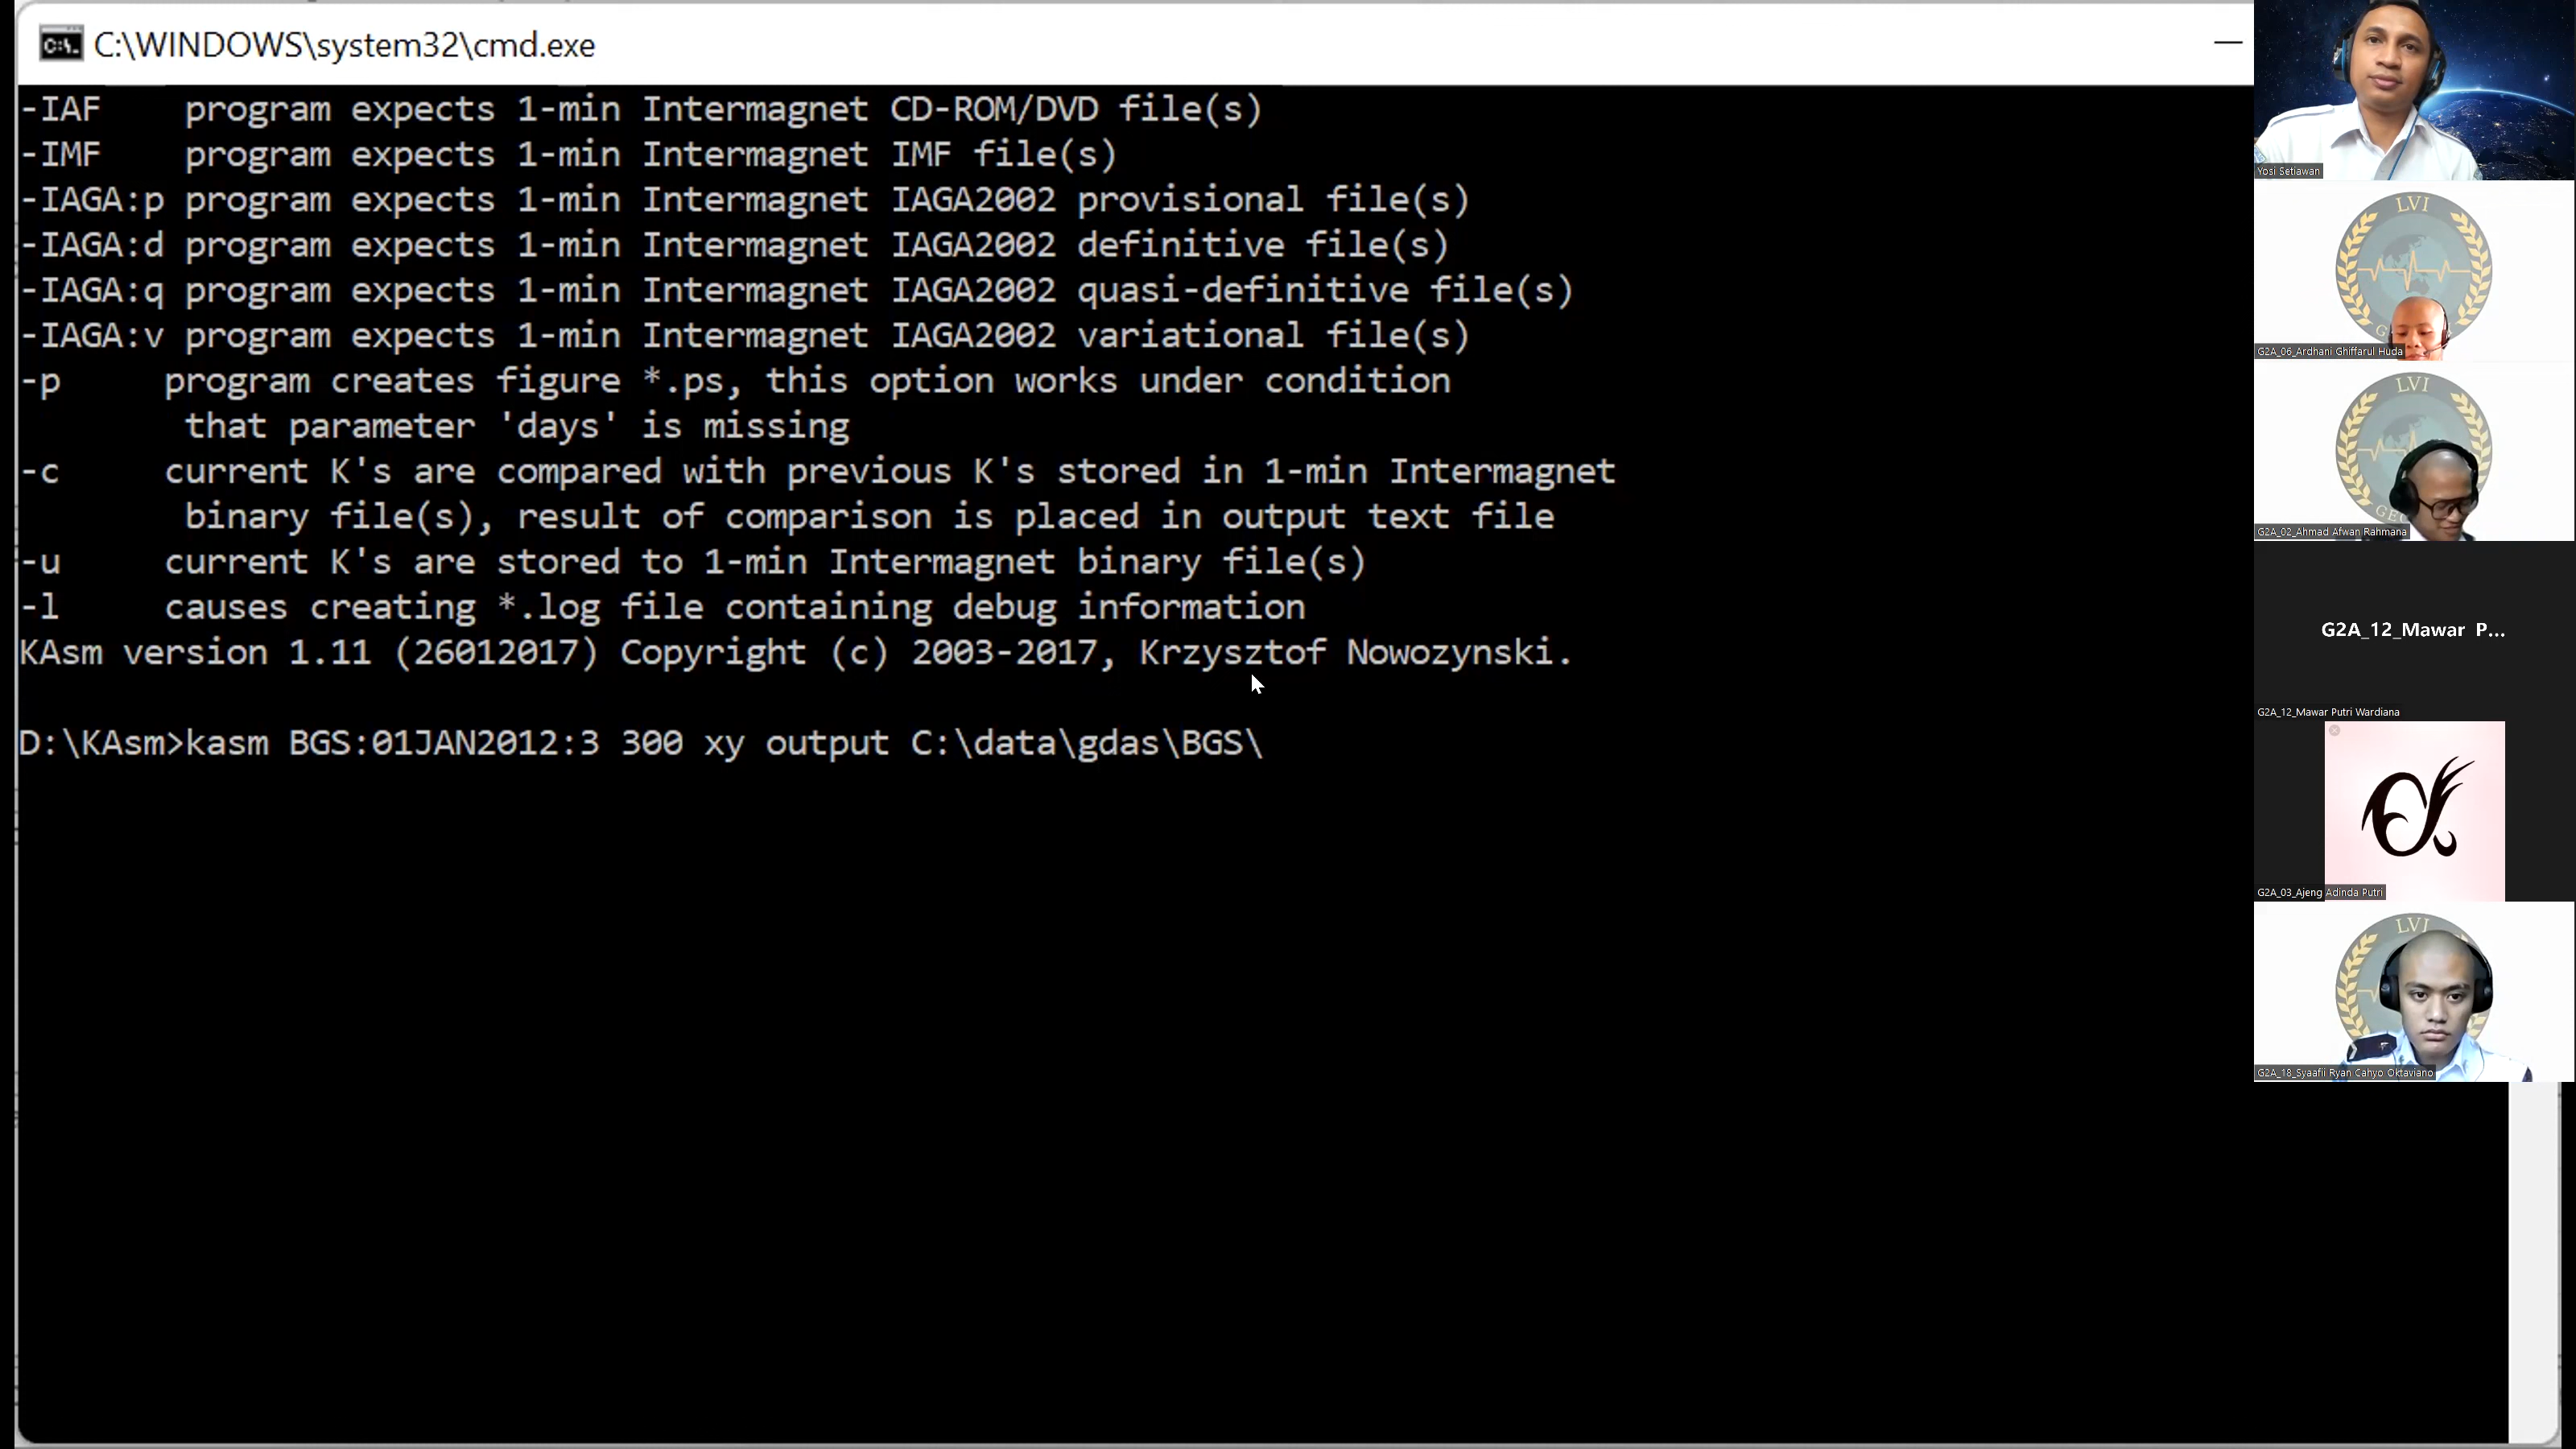 C:\WINDOWS\system32\cmd.exe
-IAF program expects 1-min Intermagnet CD-ROM/DVD file(s)
-IMF program expects 1-min Intermagnet IMF file(s)
-IAGA:p program expects 1-min Intermagnet IAGA2002 provisional file(s)
-IAGA:d program expects 1-min Intermagnet IAGA2002 definitive file(s)
-IAGA:q program expects 1-min Intermagnet IAGA2002 quasi-definitive file(s)
-IAGA:v program expects 1-min Intermagnet IAGA2002 variational file(s)
-p program creates figure *.ps, this option works under condition
that parameter 'days' is missing
-c current K's are compared with previous K's stored in 1-min Intermagnet
binary file(s), result of comparison is placed in output text file
-u current K's are stored to 1-min Intermagnet binary file(s)
-l causes creating *.log file containing debug information
KAsm version 1.11 (26012017) Copyright (c) 2003-2017, Krzysztof Nowozynski.
D:\KAsm>kasm BGS:01JAN2012:3 300 xy output C:\data\gdas\BGS\
Yosi Setiawan
LVI
G2A_06_Ardhani Ghiffarul Huda
LVI
G2A_02_Ahmad Afwan Rahmana
G2A_12_Mawar P...
G2A_12_Mawar Putri Wardiana
G2A_03_Ajeng Adinda Putri
LVI
G2A_18_Syaafii Ryan Cahyo Oktaviano